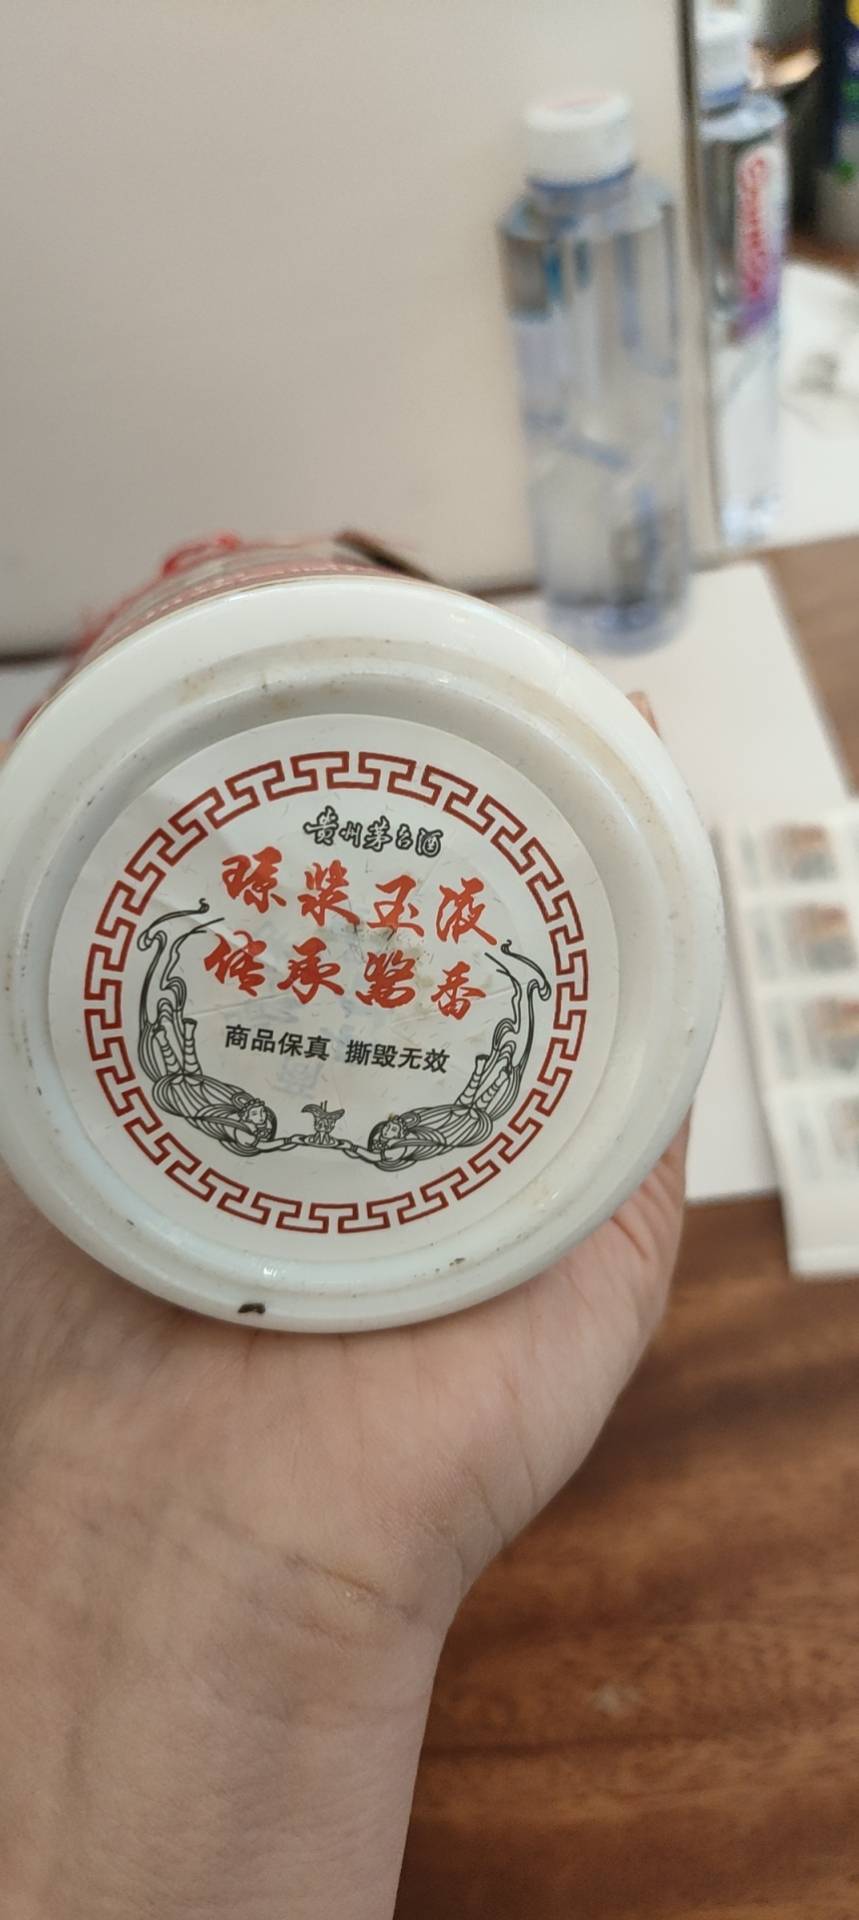 贵州茅台酒
琼浆玉液
传承酱香
商品保真 撕毁无效